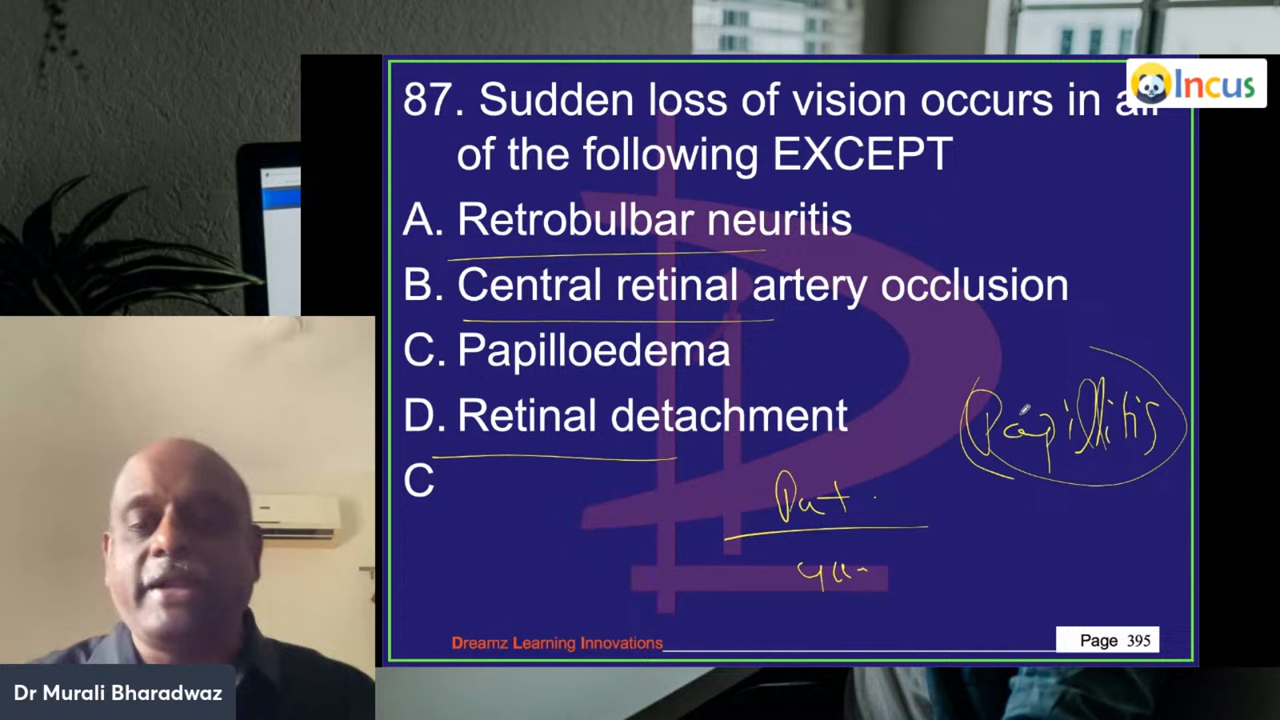 Incus
87. Sudden loss of vision occurs in all
of the following EXCEPT
A. Retrobulbar neuritis
B. Central retinal artery occlusion
C. Papilloedema
D. Retinal detachment
C
Papillitis
Dreamz Learning Innovations
Page 395
Dr Murali Bharadwaz